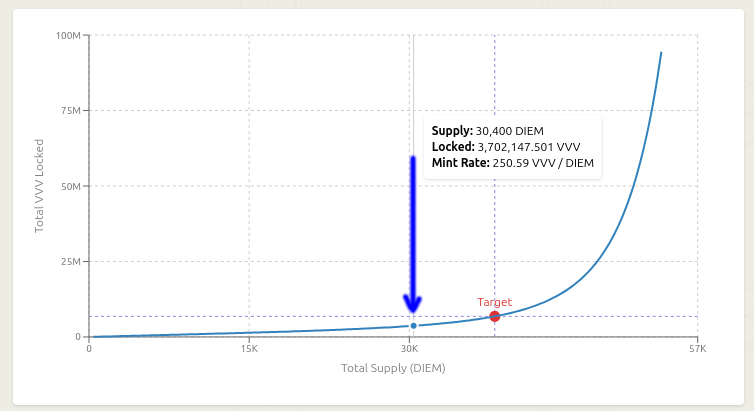 100M
75M
50M
25M
0
Total VVV Locked
Supply: 30,400 DIEM
Locked: 3,702,147.501 VVV
Mint Rate: 250.59 VVV / DIEM
Target
0
15K
30K
57K
Total Supply (DIEM)